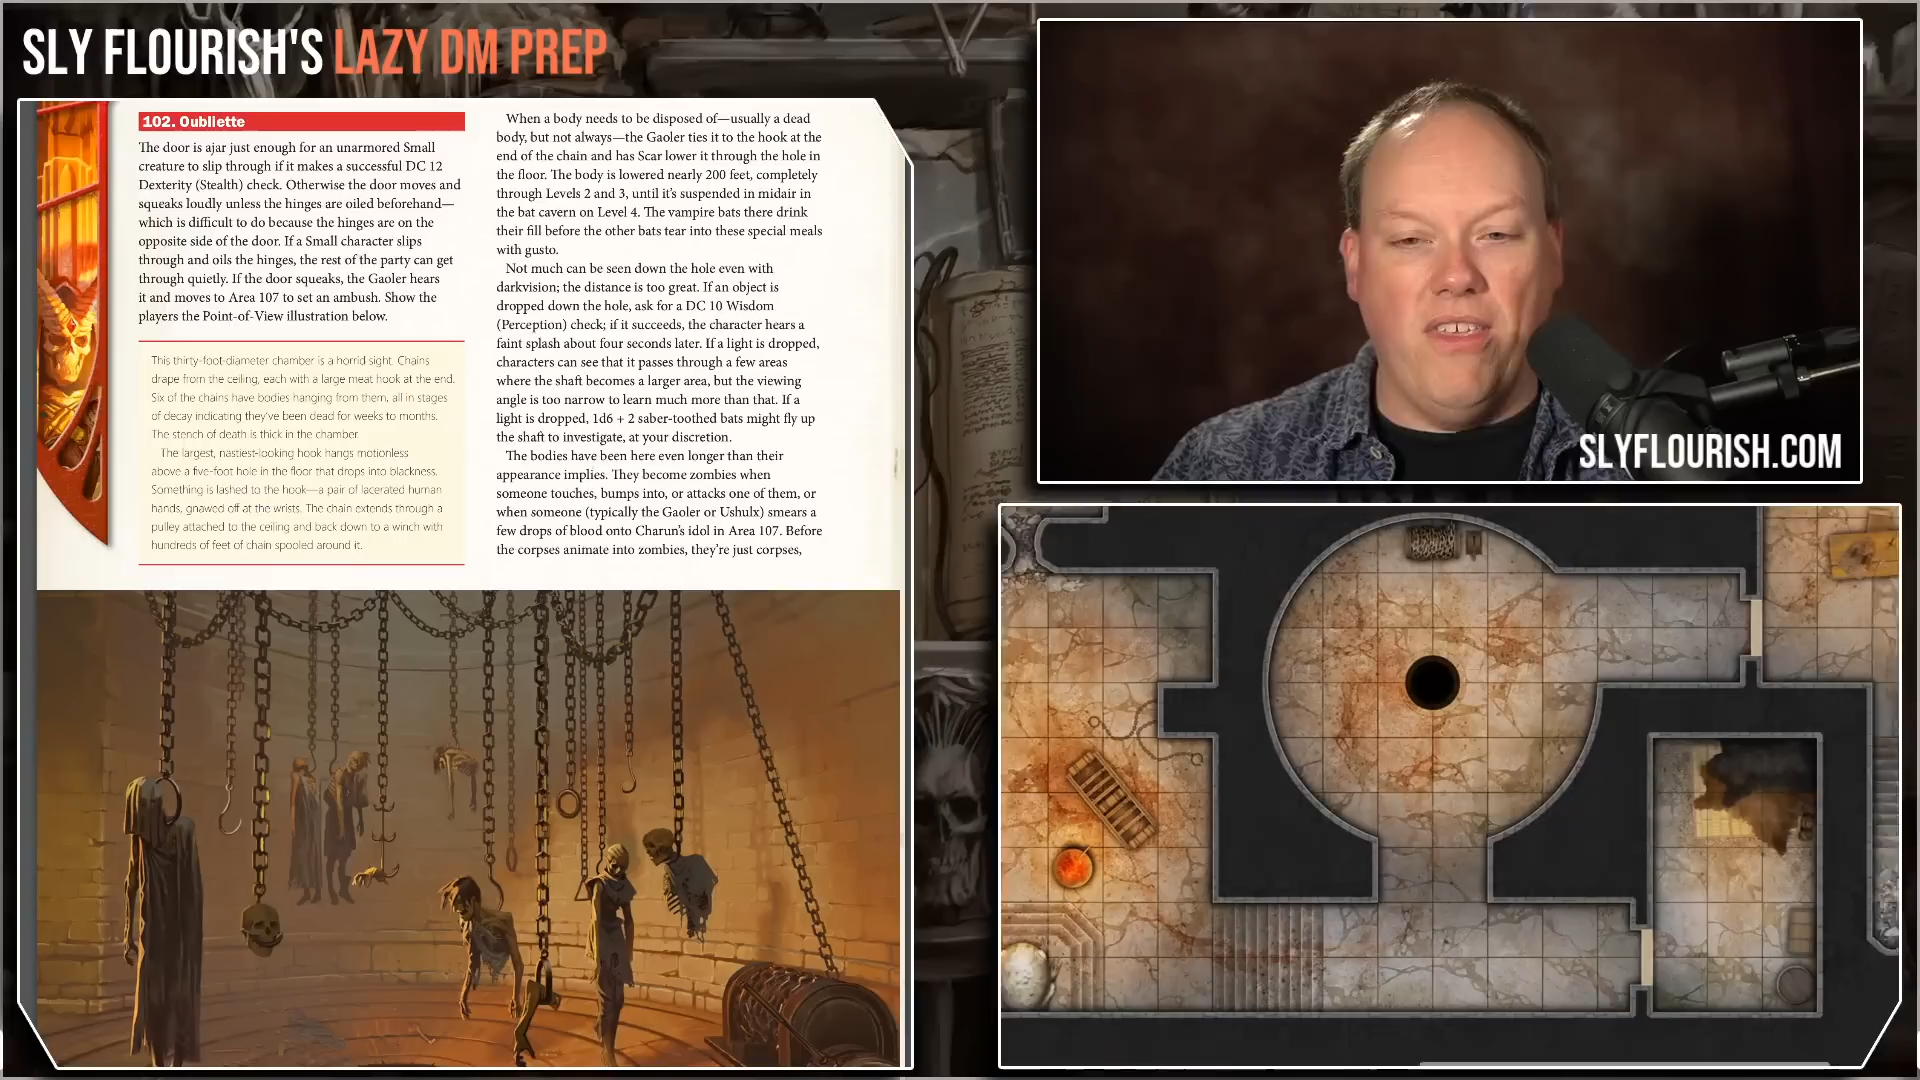 SLY FLOURISH'S LAZY DM PREP
102. Oubliette
The door is ajar just enough for an unarmored Small
creature to slip through if it makes a successful DC 12
Dexterity (Stealth) check. Otherwise the door moves and
squeaks loudly unless the hinges are oiled beforehand—
which is difficult to do because the hinges are on the
opposite side of the door. If a Small character slips
through and oils the hinges, the rest of the party can get
through quietly. If the door squeaks, the Gaoler hears
it and moves to Area 107 to set an ambush. Show the
players the Point-of-View illustration below.
This thirty-foot-diameter chamber is a horrid sight. Chains
drape from the ceiling, each with a large meat hook at the end.
Six of the chains have bodies hanging from them, all in stages
of decay indicating they've been dead for weeks to months.
The stench of death is thick in the chamber.
The largest, nastiest-looking hook hangs motionless
above a five-foot hole in the floor that drops into blackness.
Something is lashed to the hook—a pair of lacerated human
hands, gnawed off at the wrists. The chain extends through a
pulley attached to the ceiling and back down to a winch with
hundreds of feet of chain spooled around it.
When a body needs to be disposed of—usually a dead
body, but not always—the Gaoler ties it to the hook at the
end of the chain and has Scar lower it through the hole in
the floor. The body is lowered nearly 200 feet, completely
through Levels 2 and 3, until it's suspended in midair in
the bat cavern on Level 4. The vampire bats there drink
their fill before the other bats tear into these special meals
with gusto.
Not much can be seen down the hole even with
darkvision; the distance is too great. If an object is
dropped down the hole, ask for a DC 10 Wisdom
(Perception) check; if it succeeds, the character hears a
faint splash about four seconds later. If a light is dropped,
characters can see that it passes through a few areas
where the shaft becomes a larger area, but the viewing
angle is too narrow to learn much more than that. If a
light is dropped, 1d6 + 2 saber-toothed bats might fly up
the shaft to investigate, at your discretion.
The bodies have been here even longer than their
appearance implies. They become zombies when
someone touches, bumps into, or attacks one of them, or
when someone (typically the Gaoler or Ushulx) smears a
few drops of blood onto Charun's idol in Area 107. Before
the corpses animate into zombies, they're just corpses,
SLYFLOURISH.COM